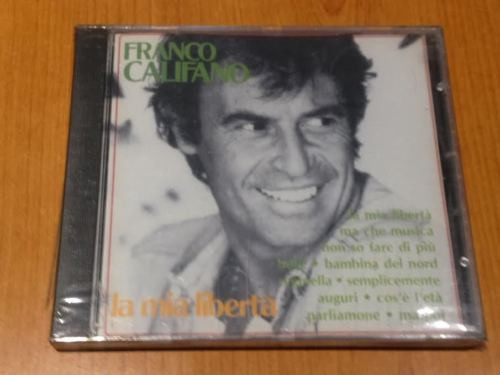 FRANCO
CALIFANO
la mia libertà
ma che musica
non so fare di più
• bambina del nord
• semplicemente
auguri • cos'è l'età
parliamone •
la mia libertà